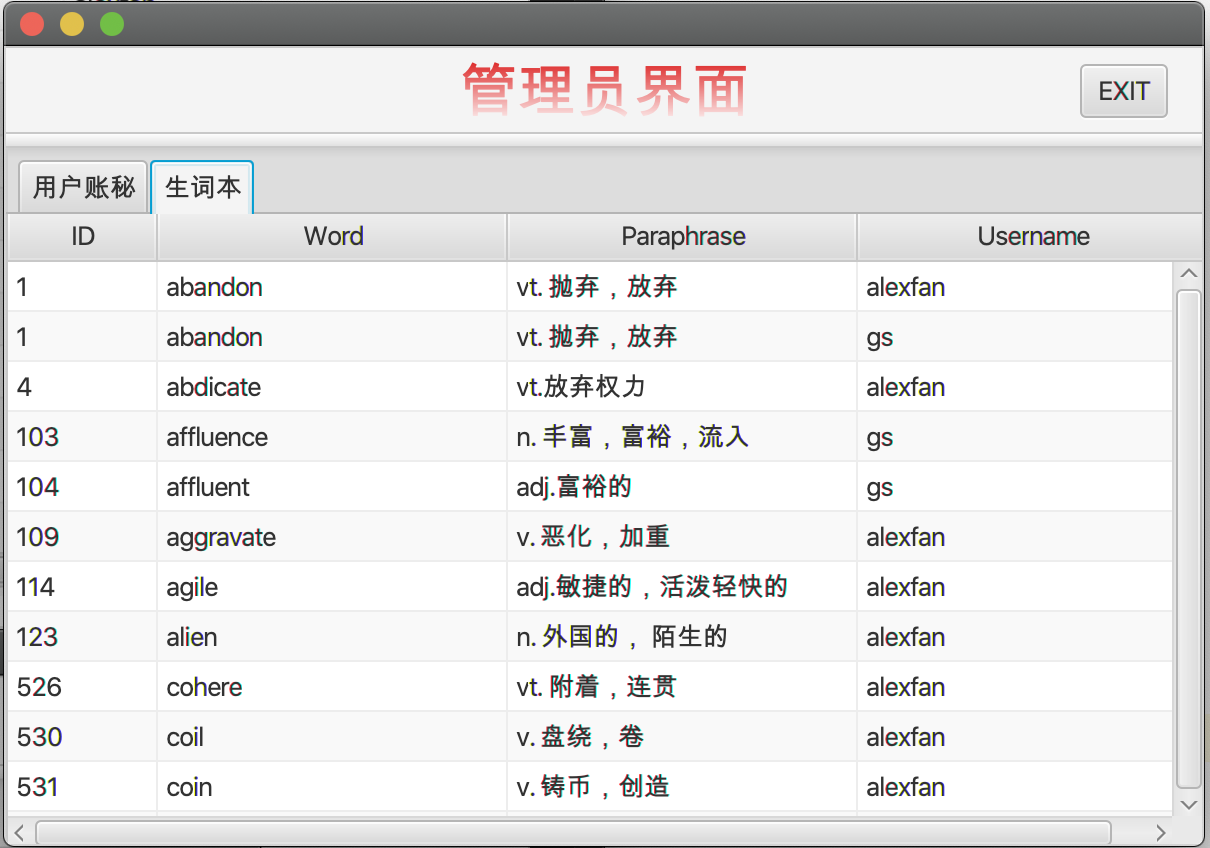 管理员界面 EXIT
用户账秘 生词本
ID Word Paraphrase Username
1 abandon vt. 抛弃，放弃 alexfan
1 abandon vt. 抛弃，放弃 gs
4 abdicate vt.放弃权力 alexfan
103 affluence n. 丰富，富裕，流入 gs
104 affluent adj.富裕的 gs
109 aggravate v. 恶化，加重 alexfan
114 agile adj.敏捷的，活泼轻快的 alexfan
123 alien n. 外国的， 陌生的 alexfan
526 cohere vt. 附着，连贯 alexfan
530 coil v. 盘绕，卷 alexfan
531 coin v. 铸币，创造 alexfan